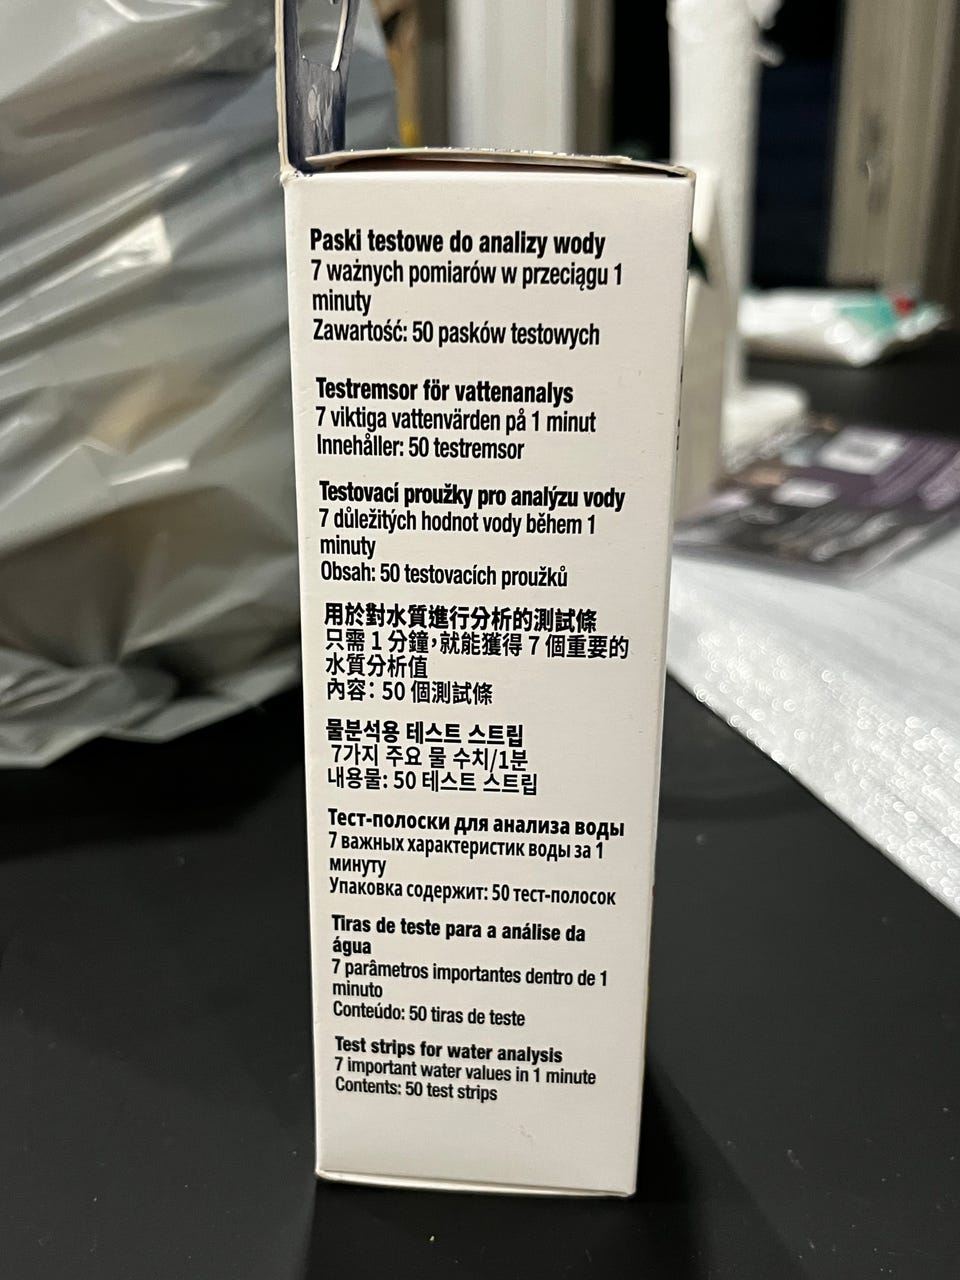 Paski testowe do analizy wody
7 ważnych pomiarów w przeciągu 1
minuty
Zawartość: 50 pasków testowych
Testremsor för vattenanalys
7 viktiga vattenvärden på 1 minut
Innehåller: 50 testremsor
Testovací proužky pro analýzu vody
7 důležitých hodnot vody během 1
minuty
Obsah: 50 testovacích proužků
用於對水質進行分析的測試條
只需 1 分鐘，就能獲得 7 個重要的
水質分析值
內容：50 個測試條
물분석용 테스트 스트립
7가지 주요 물 수치/1분
내용물: 50 테스트 스트립
Тест-полоски для анализа воды
7 важных характеристик воды за 1
минуту
Упаковка содержит: 50 тест-полосок
Tiras de teste para a análise da
água
7 parâmetros importantes dentro de 1
minuto
Conteúdo: 50 tiras de teste
Test strips for water analysis
7 important water values in 1 minute
Contents: 50 test strips